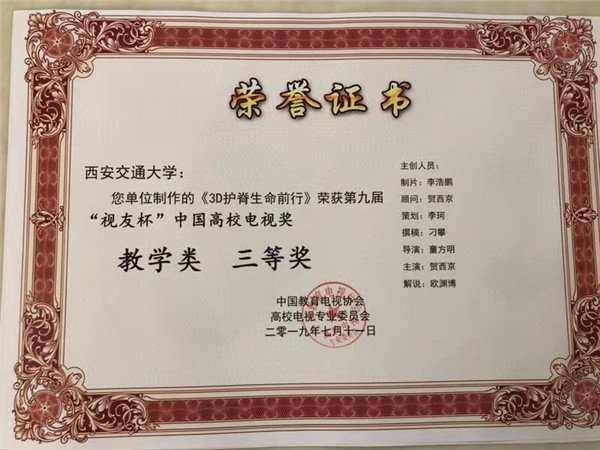 荣誉证书
西安交通大学：
您单位制作的《3D护脊生命前行》荣获第九届
“视友杯”中国高校电视奖
教学类 三等奖
中国教育电视协会
高校电视专业委员会
二零一九年七月十一日
主创人员：
制片：李浩鹏
顾问：贺西京
策划：李珂
撰稿：刁攀
导演：童方明
主演：贺西京
解说：欧渊博